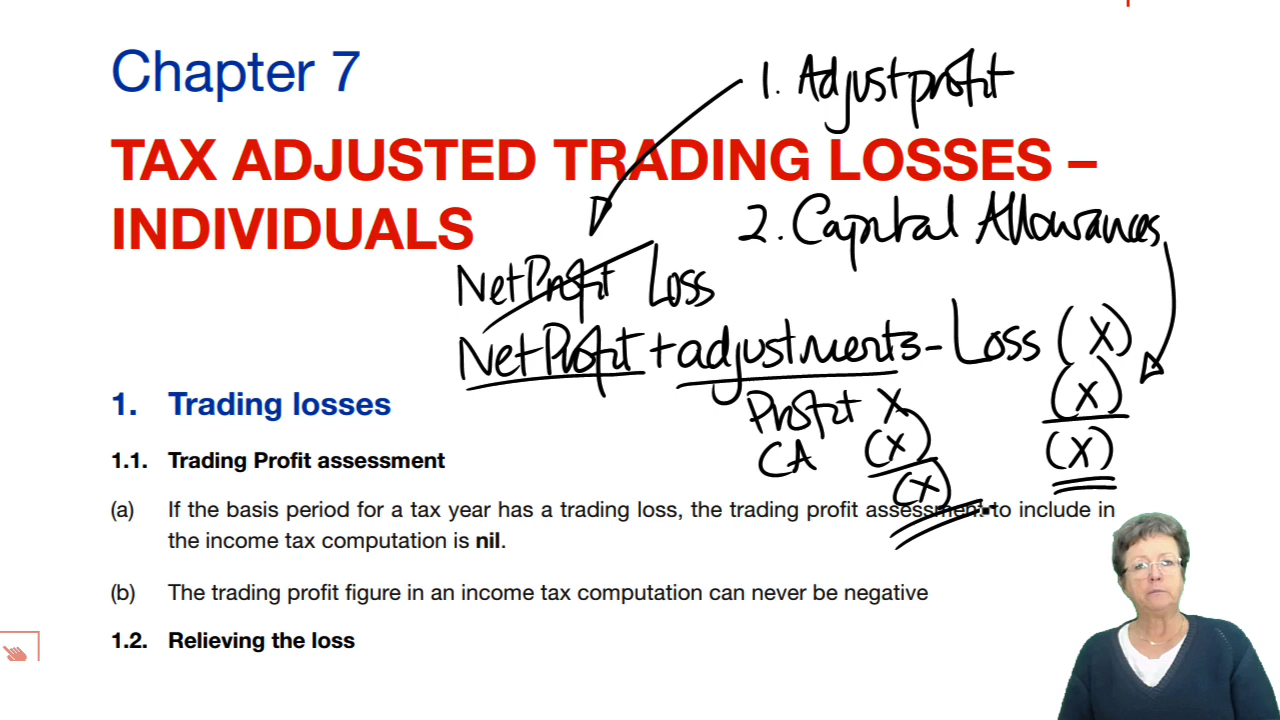 Chapter 7
1. Adjust profit
TAX ADJUSTED TRADING LOSSES –
INDIVIDUALS
2. Capital Allowances
Net Profit Loss
Net Profit + adjustments - Loss (X)
(X)
(X)
Profit X
CA (X)
(X)
1. Trading losses
1.1. Trading Profit assessment
(a) If the basis period for a tax year has a trading loss, the trading profit assessment to include in
the income tax computation is nil.
(b) The trading profit figure in an income tax computation can never be negative
1.2. Relieving the loss